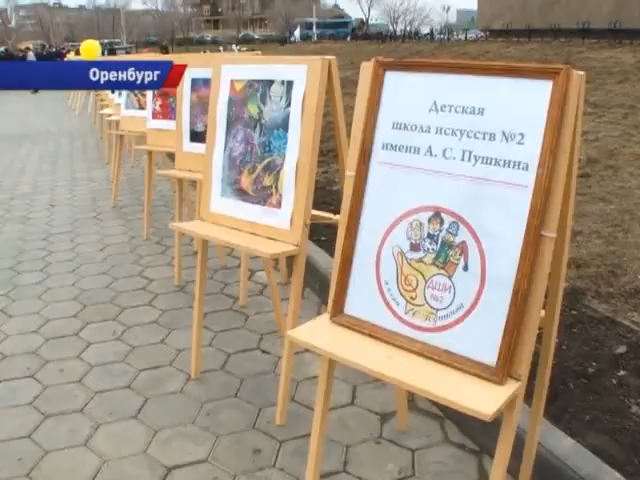 Оренбург
Детская
школа искусств №2
имени А. С. Пушкина
ДШИ
№2